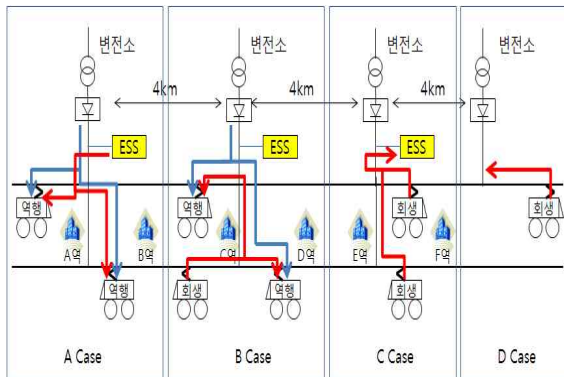 변전소
변전소
변전소
변전소
4km
4km
4km
ESS
ESS
ESS
역행
역행
회생
회생
A역
B역
C역
D역
E역
F역
역행
회생
역행
회생
A Case
B Case
C Case
D Case